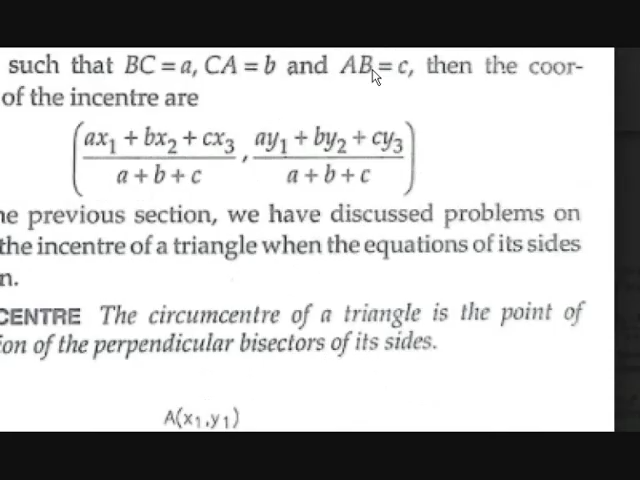 such that BC = a, CA = b and AB = c, then the coor-
of the incentre are
( ax₁ + bx₂ + cx₃ / a + b + c , ay₁ + by₂ + cy₃ / a + b + c )
he previous section, we have discussed problems on
the incentre of a triangle when the equations of its sides
n.
CENTRE The circumcentre of a triangle is the point of
ion of the perpendicular bisectors of its sides.
A(x₁,y₁)